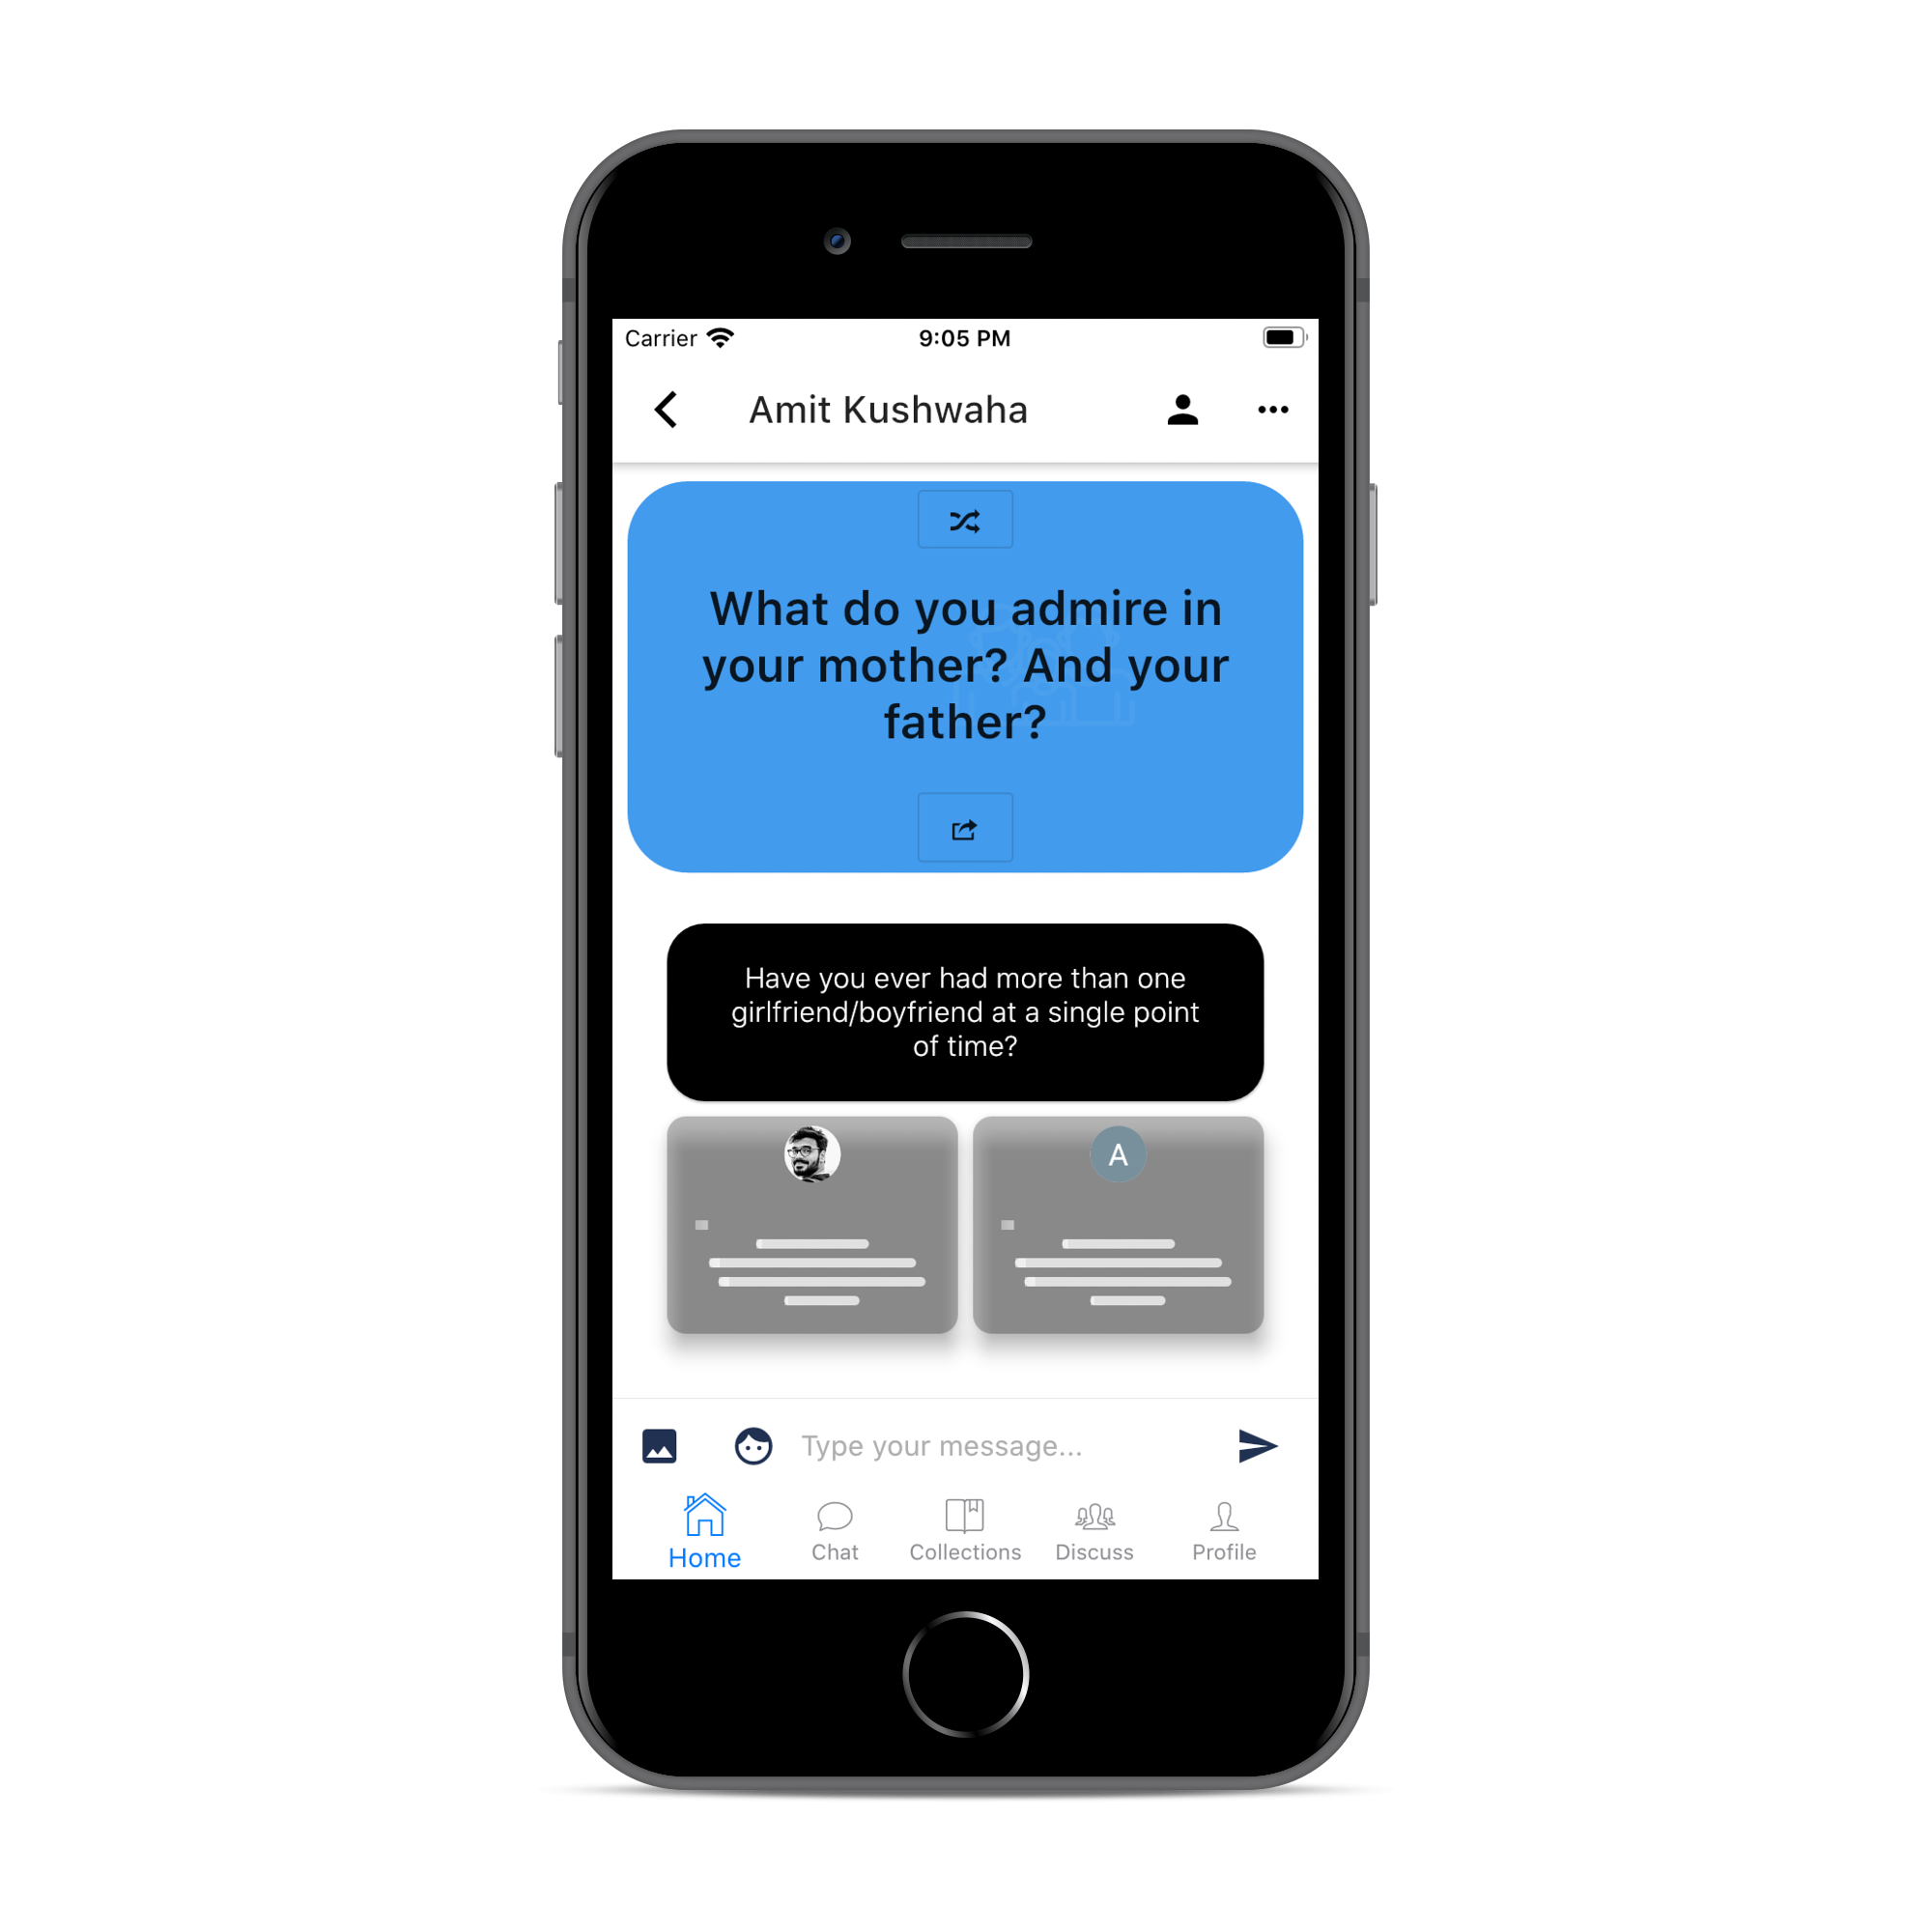 Carrier
9:05 PM
Amit Kushwaha
What do you admire in
your mother? And your
father?
Have you ever had more than one
girlfriend/boyfriend at a single point
of time?
A
Type your message...
Home
Chat
Collections
Discuss
Profile